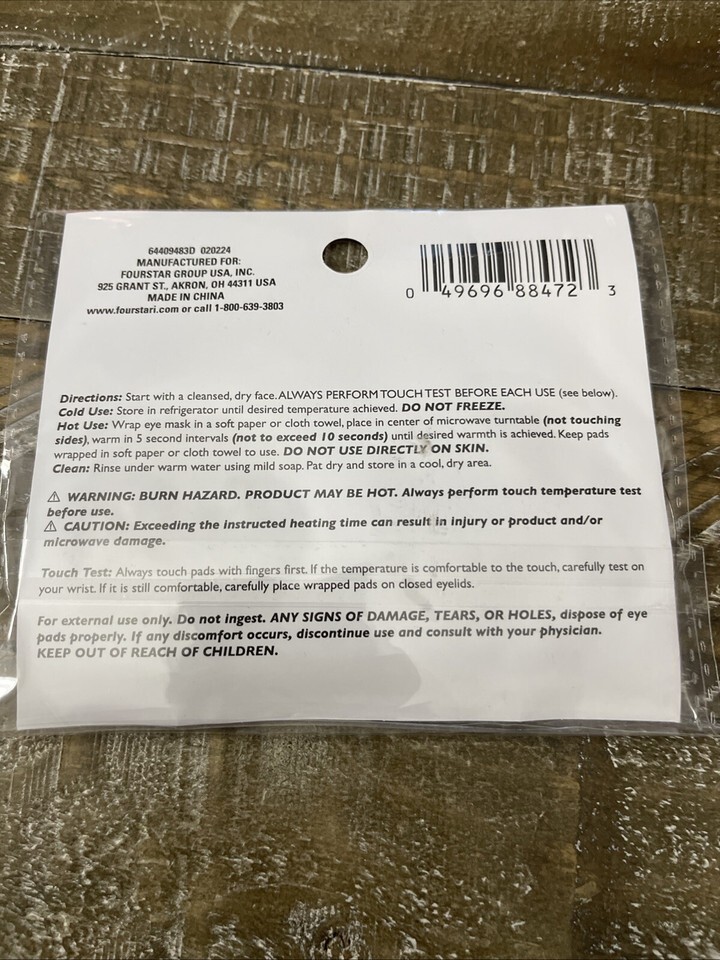 64409483D 020224
MANUFACTURED FOR:
FOURSTAR GROUP USA, INC.
925 GRANT ST., AKRON, OH 44311 USA
MADE IN CHINA
www.fourstari.com or call 1-800-639-3803
0 49696 88472 3
Directions: Start with a cleansed, dry face. ALWAYS PERFORM TOUCH TEST BEFORE EACH USE (see below).
Cold Use: Store in refrigerator until desired temperature achieved. DO NOT FREEZE.
Hot Use: Wrap eye mask in a soft paper or cloth towel, place in center of microwave turntable (not touching
sides), warm in 5 second intervals (not to exceed 10 seconds) until desired warmth is achieved. Keep pads
wrapped in soft paper or cloth towel to use. DO NOT USE DIRECTLY ON SKIN.
Clean: Rinse under warm water using mild soap. Pat dry and store in a cool, dry area.
⚠ WARNING: BURN HAZARD. PRODUCT MAY BE HOT. Always perform touch temperature test
before use.
⚠ CAUTION: Exceeding the instructed heating time can result in injury or product and/or
microwave damage.
Touch Test: Always touch pads with fingers first. If the temperature is comfortable to the touch, carefully test on
your wrist. If it is still comfortable, carefully place wrapped pads on closed eyelids.
For external use only. Do not ingest. ANY SIGNS OF DAMAGE, TEARS, OR HOLES, dispose of eye
pads properly. If any discomfort occurs, discontinue use and consult with your physician.
KEEP OUT OF REACH OF CHILDREN.